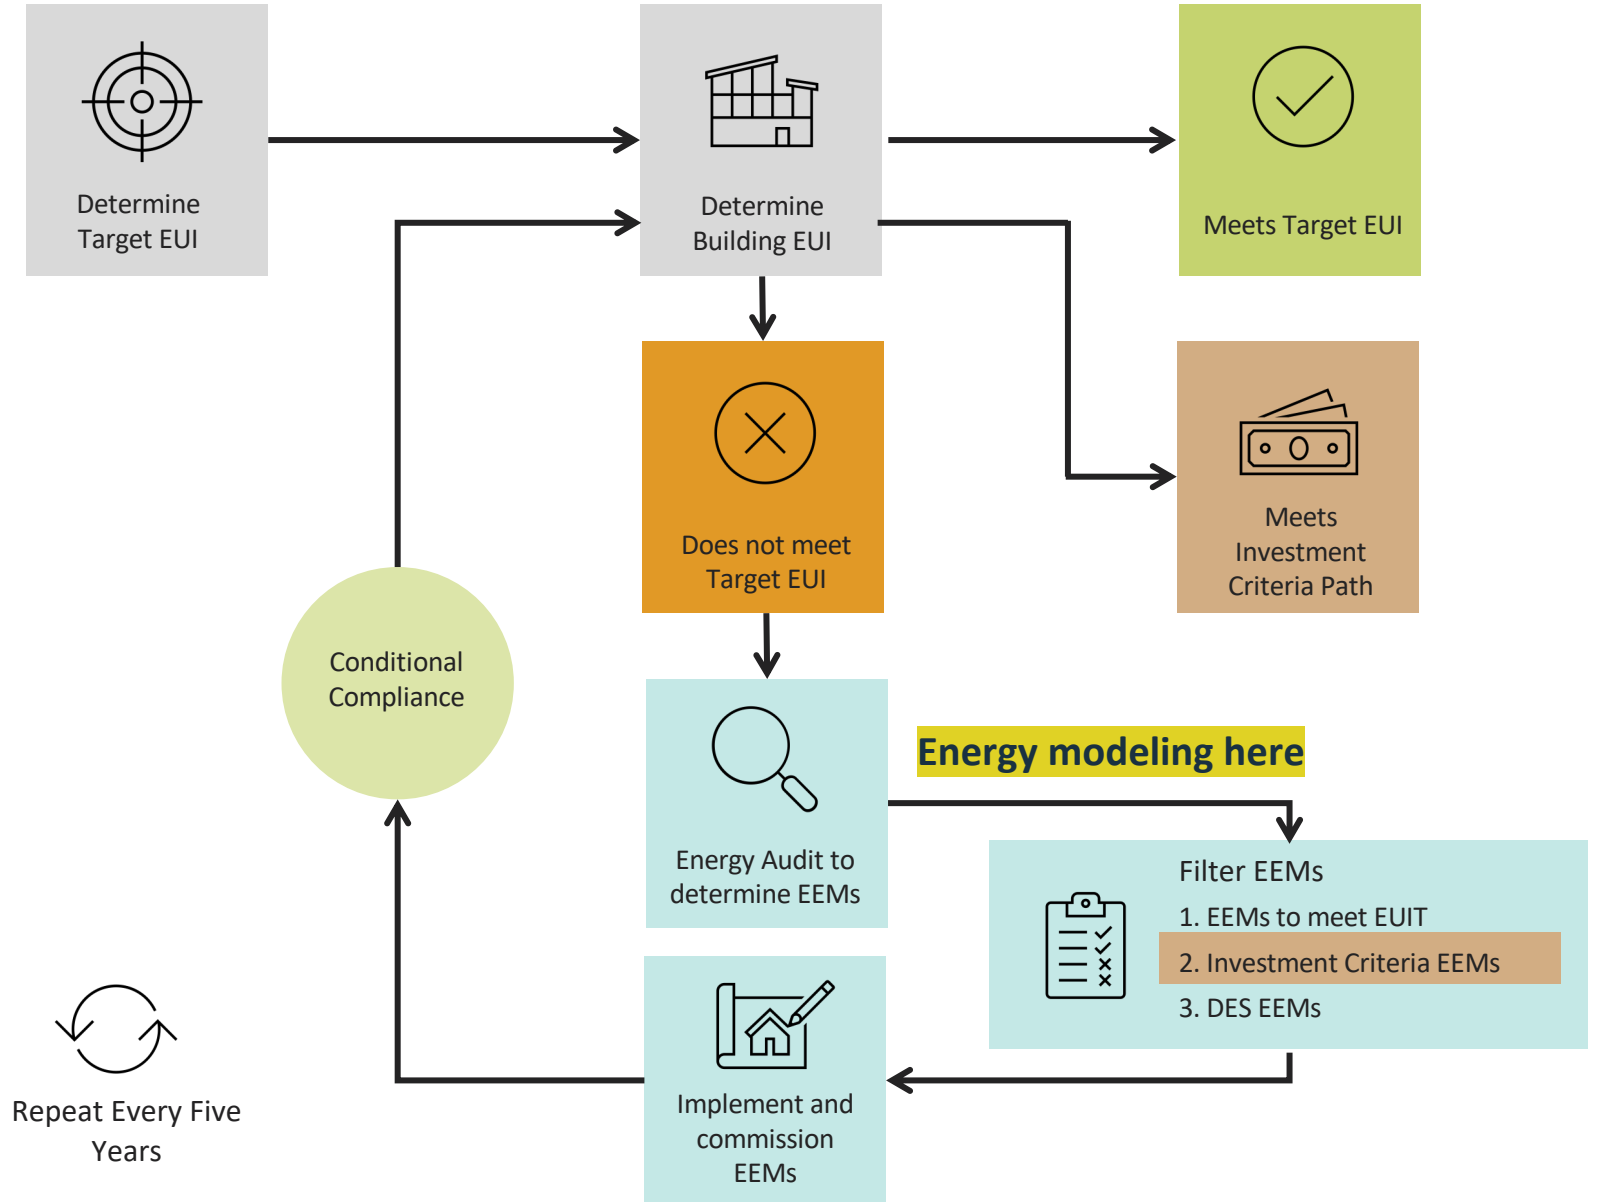 Determine
Target EUI
Determine
Building EUI
Meets Target EUI
Does not meet
Target EUI
Meets
Investment
Criteria Path
Conditional
Compliance
Energy modeling here
Energy Audit to
determine EEMs
Filter EEMs
1. EEMs to meet EUIT
2. Investment Criteria EEMs
3. DES EEMs
Implement and
commission
EEMs
Repeat Every Five
Years